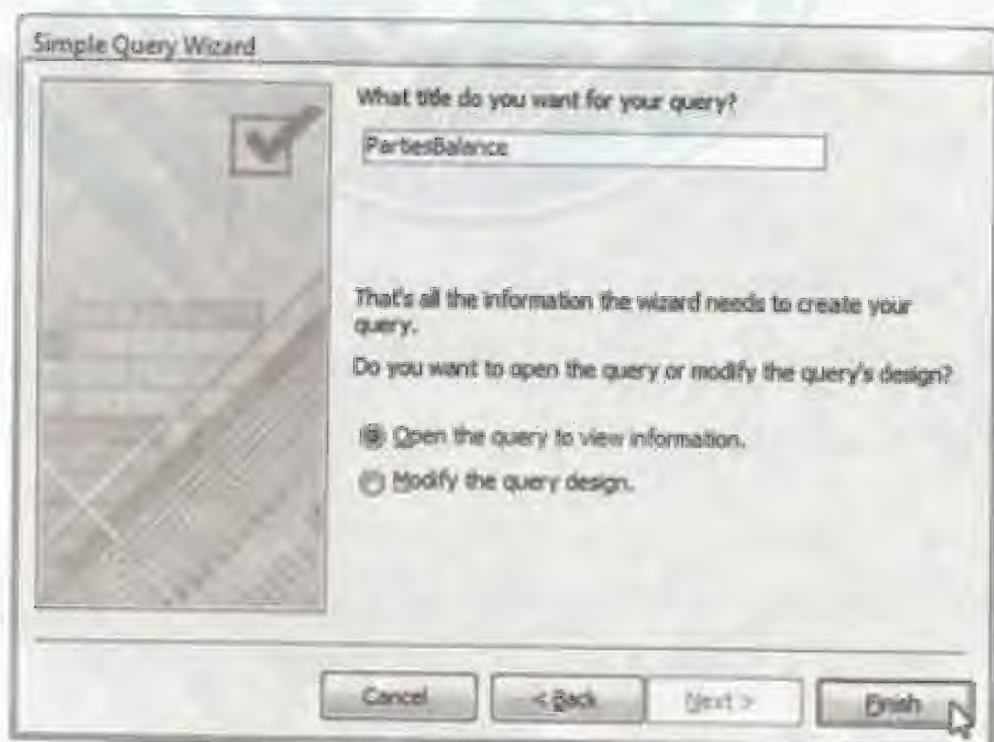 Simple Query Wizard
What title do you want for your query?
PartiesBalance
That's all the information the wizard needs to create your
query.
Do you want to open the query or modify the query's design?
Open the query to view information.
Modify the query design.
Cancel
< Back
Next >
Finish